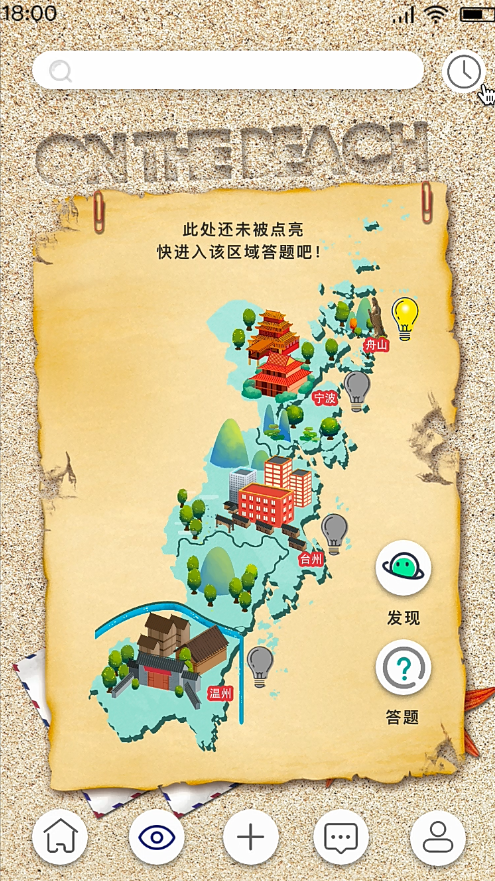 18:00
ON THE BEACH
此处还未被点亮
快进入该区域答题吧！
舟山
宁波
台州
发现
温州
答题